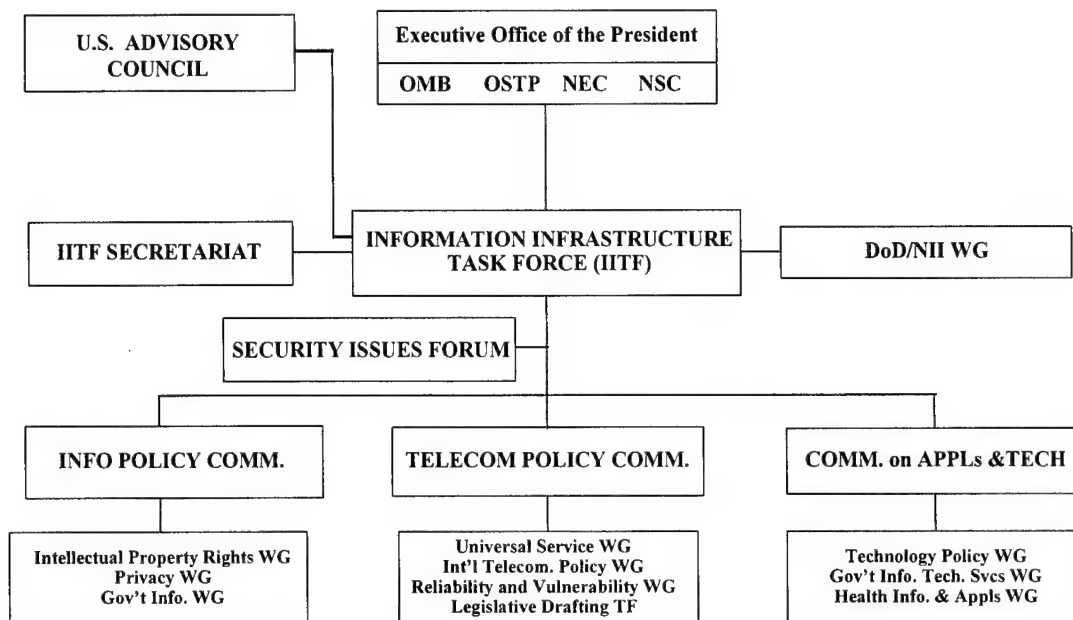 U.S. ADVISORY
COUNCIL
Executive Office of the President
OMB OSTP NEC NSC
IITF SECRETARIAT
INFORMATION INFRASTRUCTURE
TASK FORCE (IITF)
DoD/NII WG
SECURITY ISSUES FORUM
INFO POLICY COMM.
TELECOM POLICY COMM.
COMM. on APPLs &TECH
Intellectual Property Rights WG
Privacy WG
Gov't Info. WG
Universal Service WG
Int'l Telecom. Policy WG
Reliability and Vulnerability WG
Legislative Drafting TF
Technology Policy WG
Gov't Info. Tech. Svcs WG
Health Info. & Appls WG